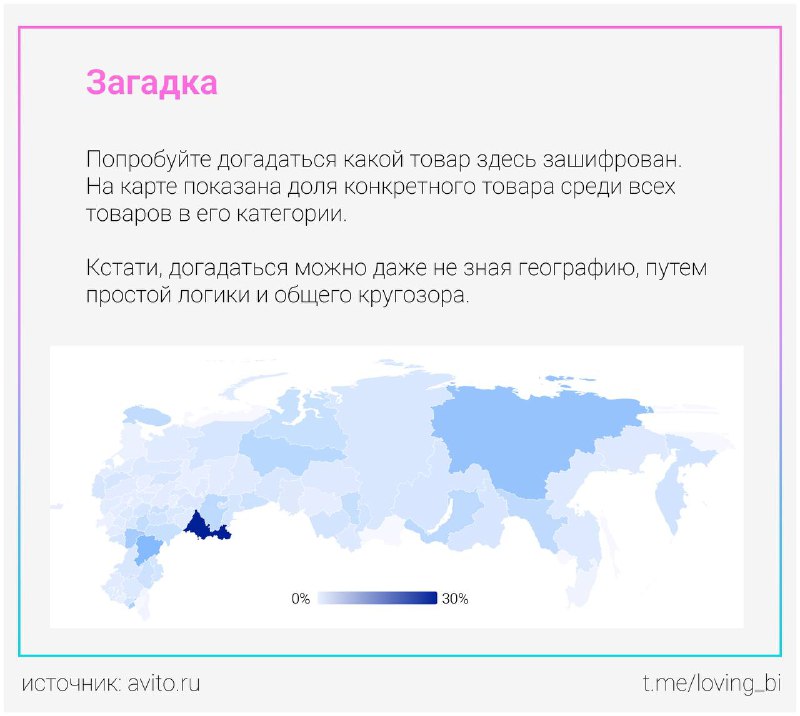 Загадка
Попробуйте догадаться какой товар здесь зашифрован.
На карте показана доля конкретного товара среди всех
товаров в его категории.
Кстати, догадаться можно даже не зная географию, путем
простой логики и общего кругозора.
0%
30%
источник: avito.ru
t.me/loving_bi